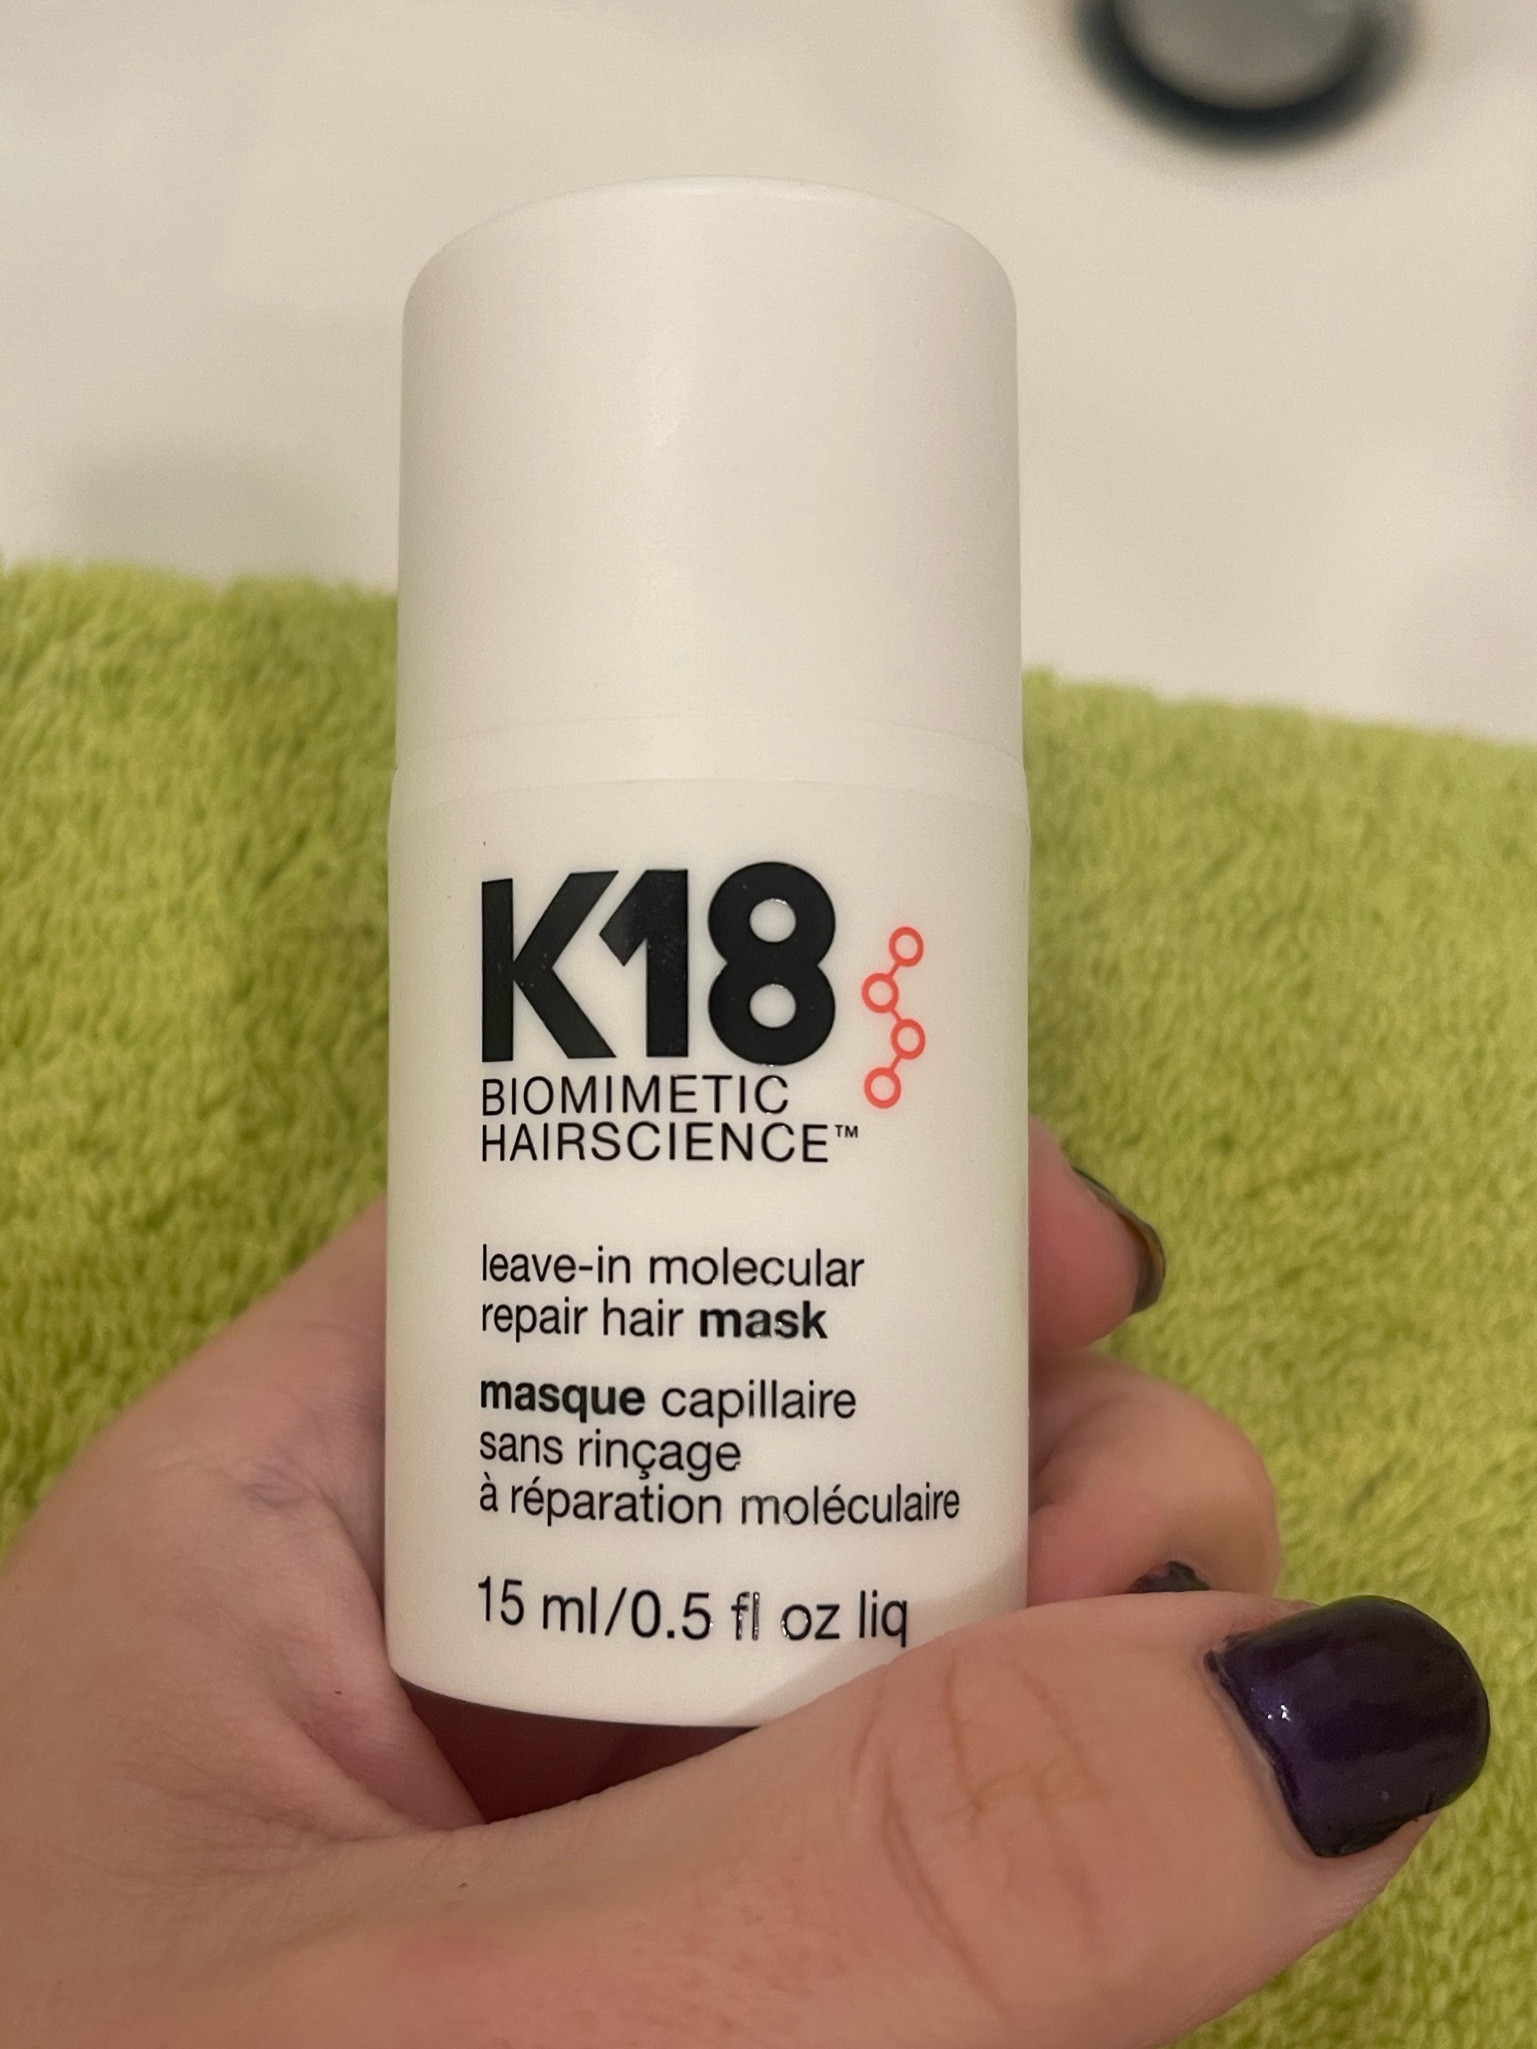 K18
BIOMIMETIC
HAIRSCIENCE™
leave-in molecular
repair hair mask
masque capillaire
sans rinçage
à réparation moléculaire
15 ml/0.5 fl oz liq